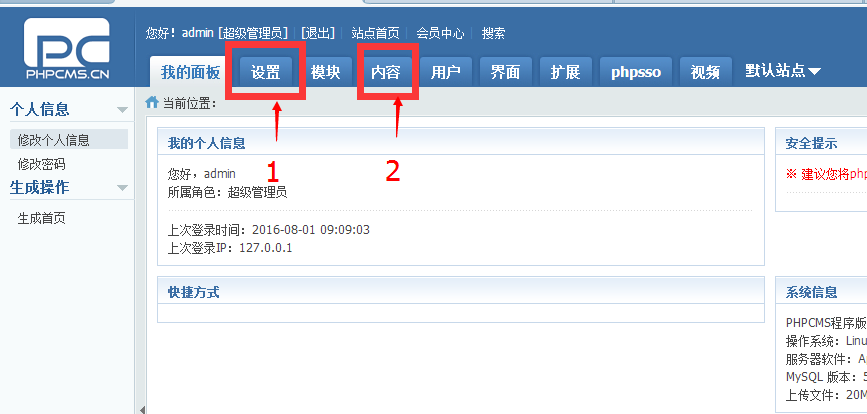 PC
PHPCMS.CN
您好！admin [超级管理员] | [退出] | 站点首页 | 会员中心 | 搜索
我的面板 设置 模块 内容 用户 界面 扩展 phpsso 视频 默认站点
个人信息
修改个人信息
修改密码
生成操作
生成首页
当前位置：
1
2
我的个人信息
您好，admin
所属角色：超级管理员
上次登录时间：2016-08-01 09:09:03
上次登录IP：127.0.0.1
快捷方式
安全提示
※ 建议您将php
系统信息
PHPCMS程序版
操作系统：Linu
服务器软件：Ap
MySQL 版本：5
上传文件：20M